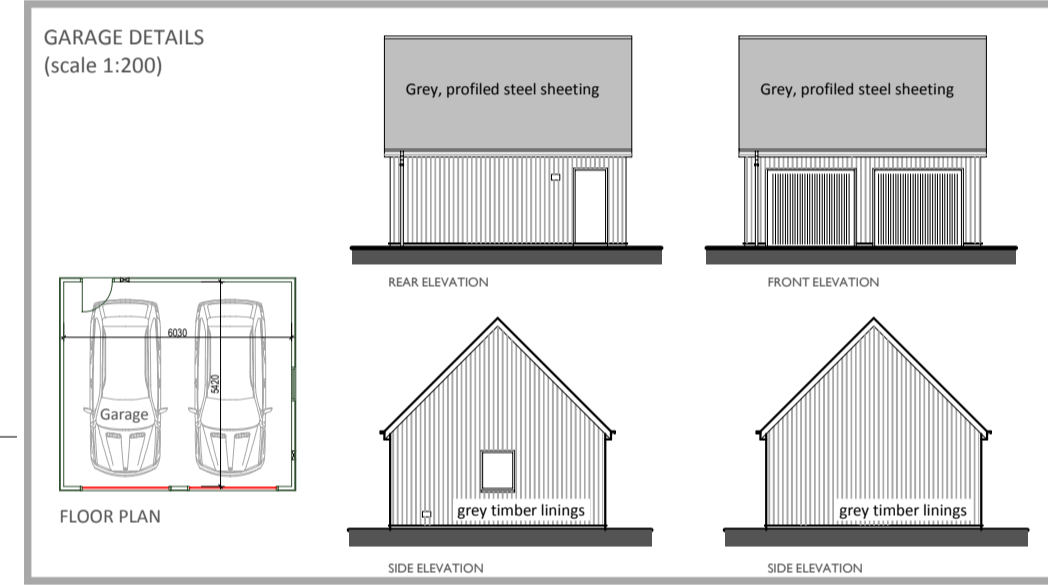 GARAGE DETAILS
(scale 1:200)
Grey, profiled steel sheeting
Grey, profiled steel sheeting
REAR ELEVATION
FRONT ELEVATION
6030
5420
Garage
FLOOR PLAN
grey timber linings
grey timber linings
SIDE ELEVATION
SIDE ELEVATION